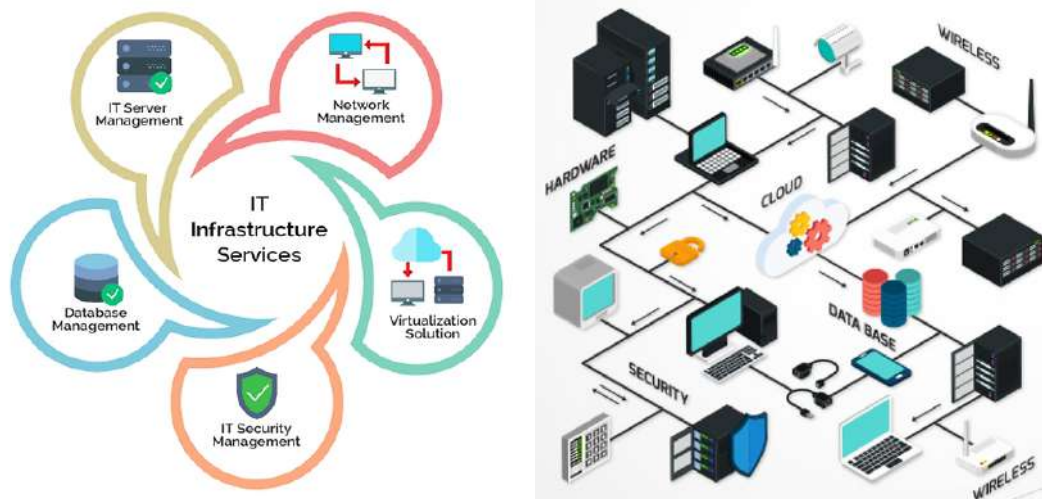 IT Server
Management
Network
Management
IT
Infrastructure
Services
Database
Management
Virtualization
Solution
IT Security
Management
WIRELESS
HARDWARE
CLOUD
DATA BASE
SECURITY
WIRELESS